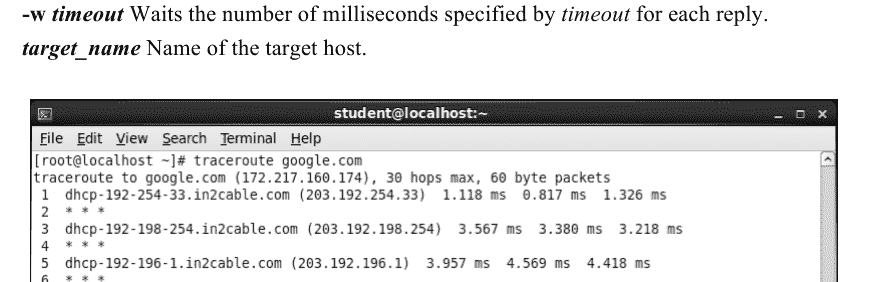 -w timeout Waits the number of milliseconds specified by timeout for each reply.
target_name Name of the target host.
student@localhost:~
File Edit View Search Terminal Help
[root@localhost ~]# traceroute google.com
traceroute to google.com (172.217.160.174), 30 hops max, 60 byte packets
1 dhcp-192-254-33.in2cable.com (203.192.254.33) 1.118 ms 0.817 ms 1.326 ms
2 * * *
3 dhcp-192-198-254.in2cable.com (203.192.198.254) 3.567 ms 3.380 ms 3.218 ms
4 * * *
5 dhcp-192-196-1.in2cable.com (203.192.196.1) 3.957 ms 4.569 ms 4.418 ms
6 * * *